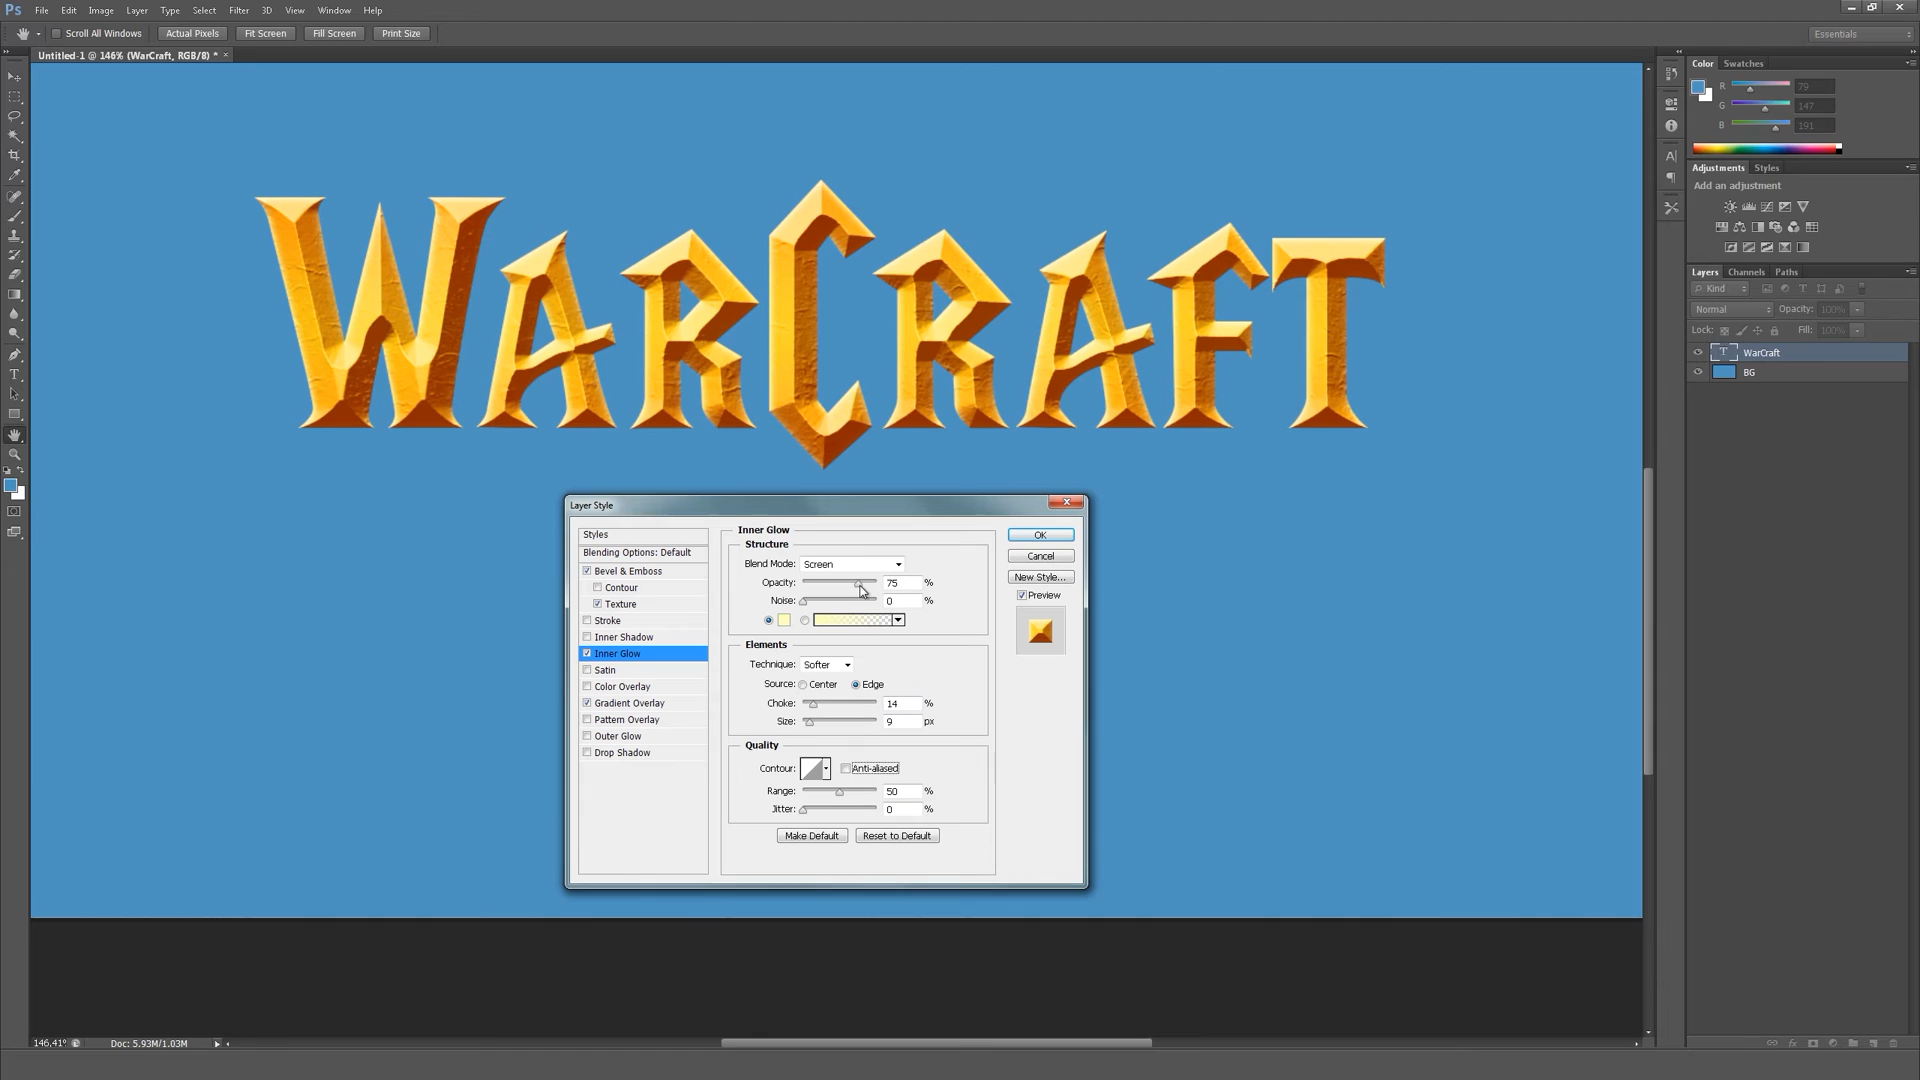 Ps File Edit Image Layer Type Select Filter 3D View Window Help
Scroll All Windows Actual Pixels Fit Screen Fill Screen Print Size Essentials
Untitled-1 @ 146% (WarCraft, RGB/8) * ×
Color Swatches
R 79
G 147
B 191
Adjustments Styles
Add an adjustment
Layers Channels Paths
Kind
Normal Opacity: 100%
Lock: Fill: 100%
T WarCraft
BG
WARCRAFT
Layer Style
Styles
Blending Options: Default
Bevel & Emboss
Contour
Texture
Stroke
Inner Shadow
Inner Glow
Satin
Color Overlay
Gradient Overlay
Pattern Overlay
Outer Glow
Drop Shadow
Inner Glow
Structure
Blend Mode: Screen
Opacity: 75 %
Noise: 0 %
Elements
Technique: Softer
Source: Center Edge
Choke: 14 %
Size: 9 px
Quality
Contour: Anti-aliased
Range: 50 %
Jitter: 0 %
Make Default Reset to Default
OK
Cancel
New Style...
Preview
146,41% Doc: 5.93M/1.03M